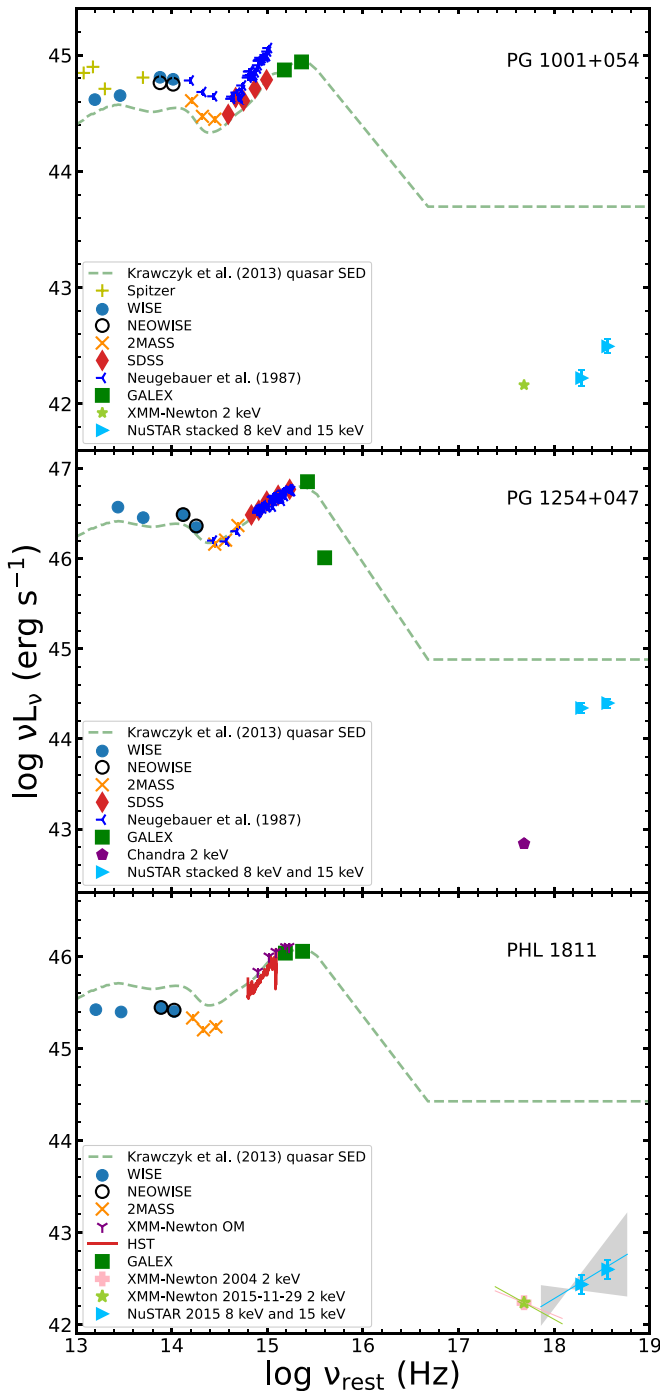 45
44
43
42
PG 1001+054
Krawczyk et al. (2013) quasar SED
Spitzer
WISE
NEOWISE
2MASS
SDSS
Neugebauer et al. (1987)
GALEX
XMM-Newton 2 keV
NuSTAR stacked 8 keV and 15 keV
47
46
45
44
43
PG 1254+047
Krawczyk et al. (2013) quasar SED
WISE
NEOWISE
2MASS
SDSS
Neugebauer et al. (1987)
GALEX
Chandra 2 keV
NuSTAR stacked 8 keV and 15 keV
log νLν (erg s−1)
46
45
44
43
42
PHL 1811
Krawczyk et al. (2013) quasar SED
WISE
NEOWISE
2MASS
XMM-Newton OM
HST
GALEX
XMM-Newton 2004 2 keV
XMM-Newton 2015-11-29 2 keV
NuSTAR 2015 8 keV and 15 keV
13 14 15 16 17 18 19
log νrest (Hz)